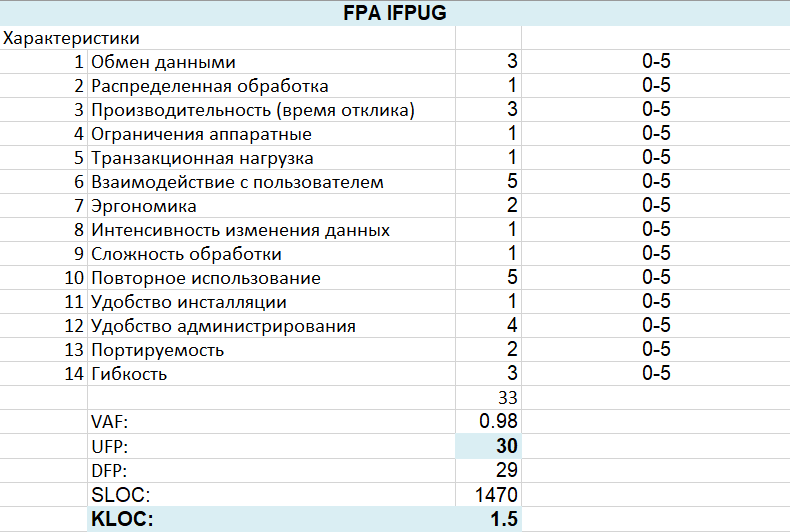 FPA IFPUG
Характеристики
1 Обмен данными 3 0-5
2 Распределенная обработка 1 0-5
3 Производительность (время отклика) 3 0-5
4 Ограничения аппаратные 1 0-5
5 Транзакционная нагрузка 1 0-5
6 Взаимодействие с пользователем 5 0-5
7 Эргономика 2 0-5
8 Интенсивность изменения данных 1 0-5
9 Сложность обработки 1 0-5
10 Повторное использование 5 0-5
11 Удобство инсталляции 1 0-5
12 Удобство администрирования 4 0-5
13 Портируемость 2 0-5
14 Гибкость 3 0-5
33
VAF: 0.98
UFP: 30
DFP: 29
SLOC: 1470
KLOC: 1.5